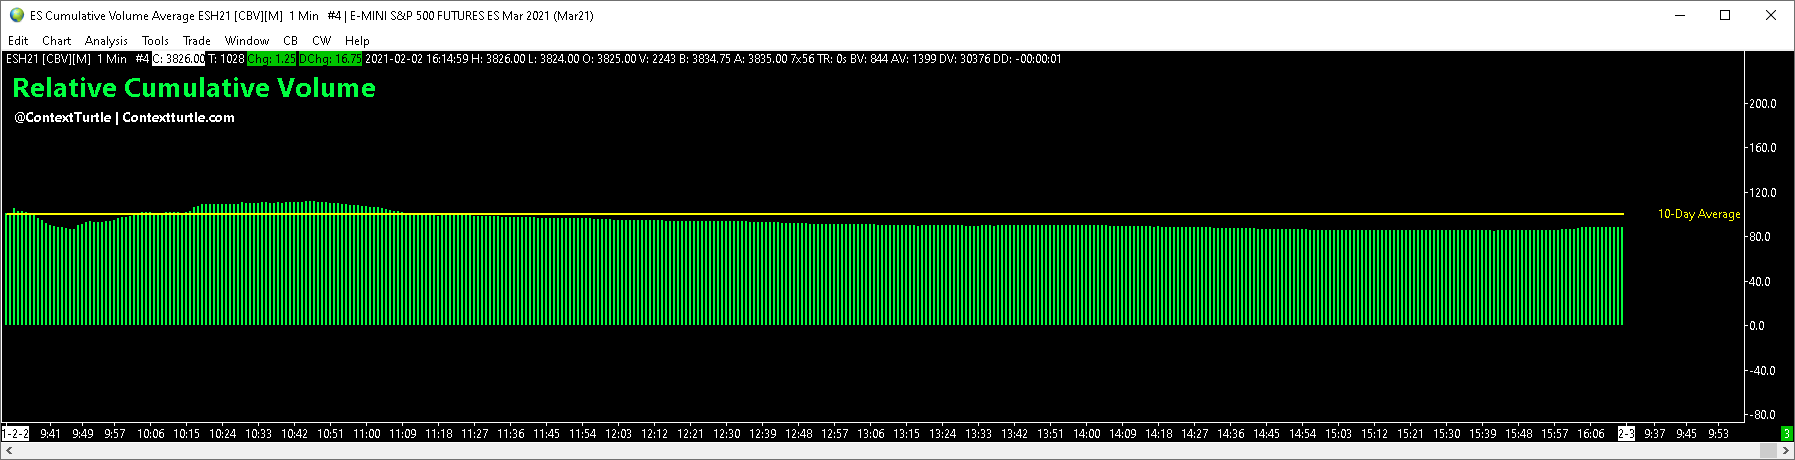 ES Cumulative Volume Average ESH21 [CBV][M] 1 Min #4 | E-MINI S&P 500 FUTURES ES Mar 2021 (Mar21)
Edit Chart Analysis Tools Trade Window CB CW Help
ESH21 [CBV][M] 1 Min #4 C: 3826.00 T: 1028 Chg: 1.25 DChg: 16.75 2021-02-02 16:14:59 H: 3826.00 L: 3824.00 O: 3825.00 V: 2243 B: 3834.75 A: 3835.00 7x56 TR: 0s BV: 844 AV: 1399 DV: 30376 DD: -00:00:01
Relative Cumulative Volume
@ContextTurtle | Contextturtle.com
200.0
160.0
120.0
10-Day Average
80.0
40.0
0.0
-40.0
-80.0
1-2-2 9:41 9:49 9:57 10:06 10:15 10:24 10:33 10:42 10:51 11:00 11:09 11:18 11:27 11:36 11:45 11:54 12:03 12:12 12:21 12:30 12:39 12:48 12:57 13:06 13:15 13:24 13:33 13:42 13:51 14:00 14:09 14:18 14:27 14:36 14:45 14:54 15:03 15:12 15:21 15:30 15:39 15:48 15:57 16:06 2-3 9:37 9:45 9:53 3